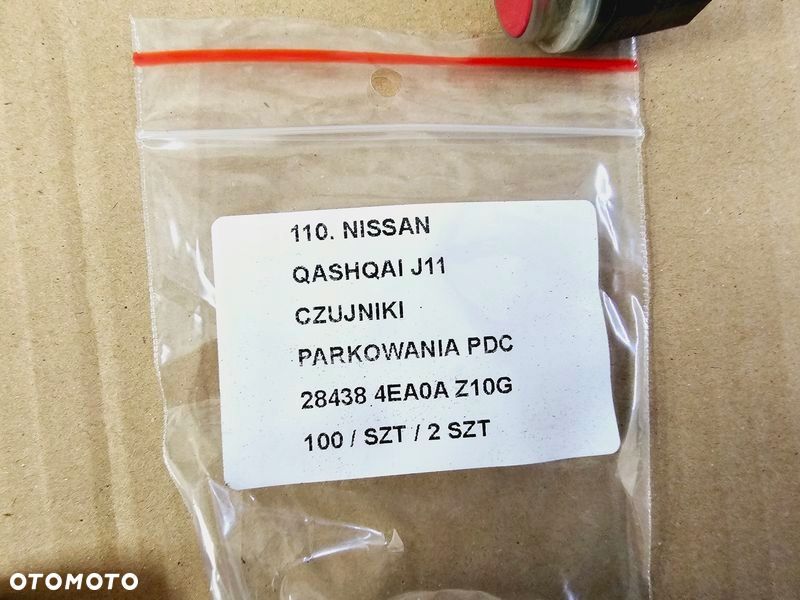 110. NISSAN
QASHQAI J11
CZUJNIKI
PARKOWANIA PDC
28438 4EA0A Z10G
100 / SZT / 2 SZT
OTOMOTO